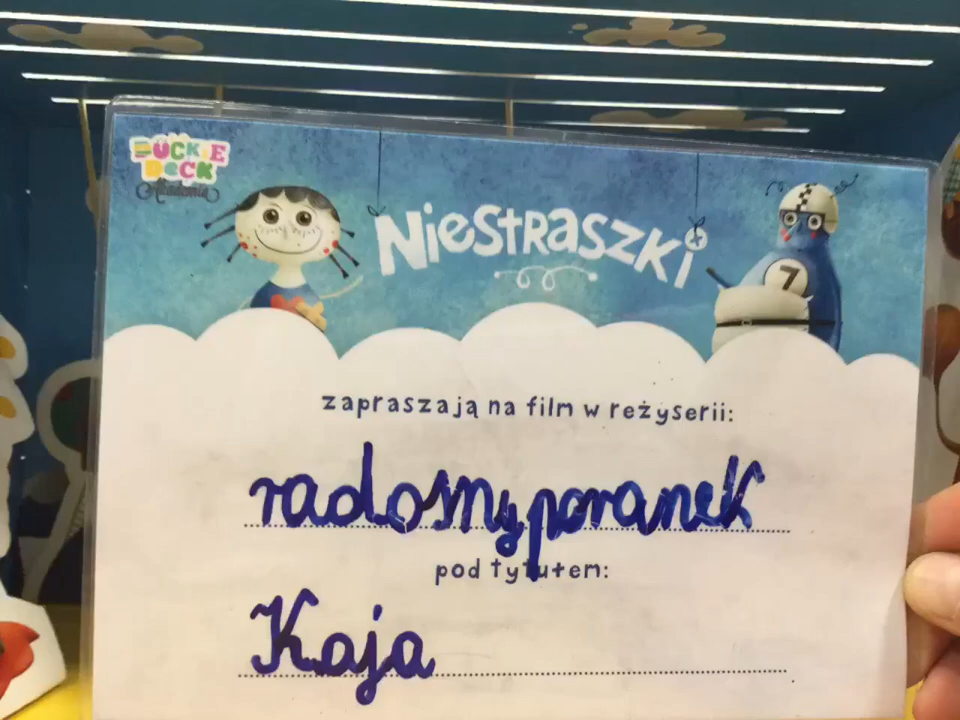 DUCKIE
DECK
Akademia
NieStRaSZKi
7
zapraszają na film w reżyserii:
radosny poranek
pod tytułem:
Kaja